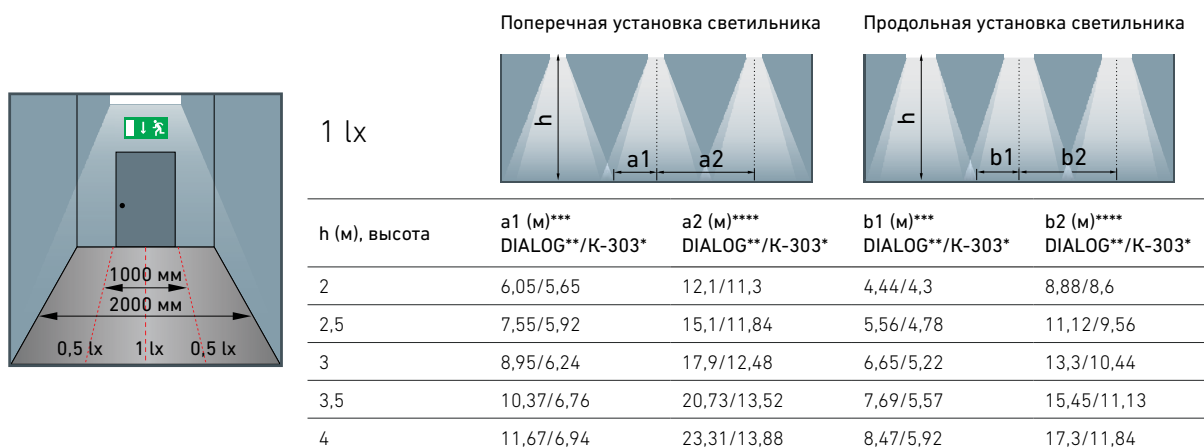 Поперечная установка светильника
Продольная установка светильника
1 lx
h
a1
a2
h
b1
b2
1000 мм
2000 мм
0,5 lx 1 lx 0,5 lx
h (м), высота
a1 (м)***
DIALOG**/К-303*
a2 (м)****
DIALOG**/К-303*
b1 (м)***
DIALOG**/К-303*
b2 (м)****
DIALOG**/К-303*
2 6,05/5,65 12,1/11,3 4,44/4,3 8,88/8,6
2,5 7,55/5,92 15,1/11,84 5,56/4,78 11,12/9,56
3 8,95/6,24 17,9/12,48 6,65/5,22 13,3/10,44
3,5 10,37/6,76 20,73/13,52 7,69/5,57 15,45/11,13
4 11,67/6,94 23,31/13,88 8,47/5,92 17,3/11,84